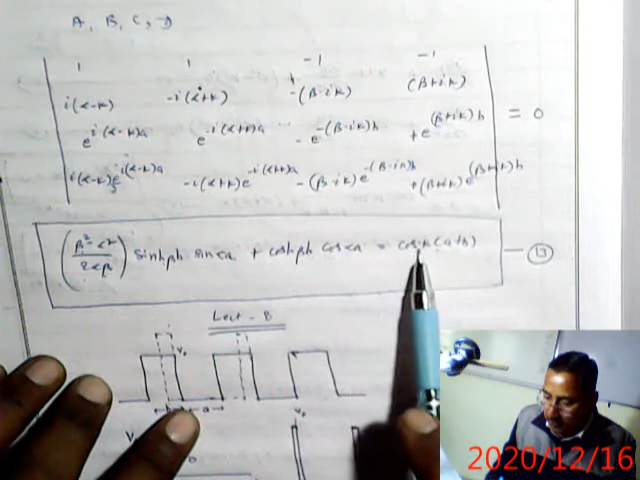 A, B, C, D
1 1 -1 -1
i(α-k) -i(α+k) -(β-ik) (β+ik)
e^{i(α-k)a} e^{-i(α+k)a} -e^{-(β-ik)b} +e^{(β+ik)b} = 0
i(α-k)e^{i(α-k)a} -i(α+k)e^{-i(α+k)a} -(β-ik)e^{-(β-ik)b} +(β+ik)e^{(β+ik)b}
(β²-α²/2αβ) sinhβb sinαa + coshβb cosαa = cosk(a+b) — 13
Lect - 8
V₀
a
V₀
2020/12/16